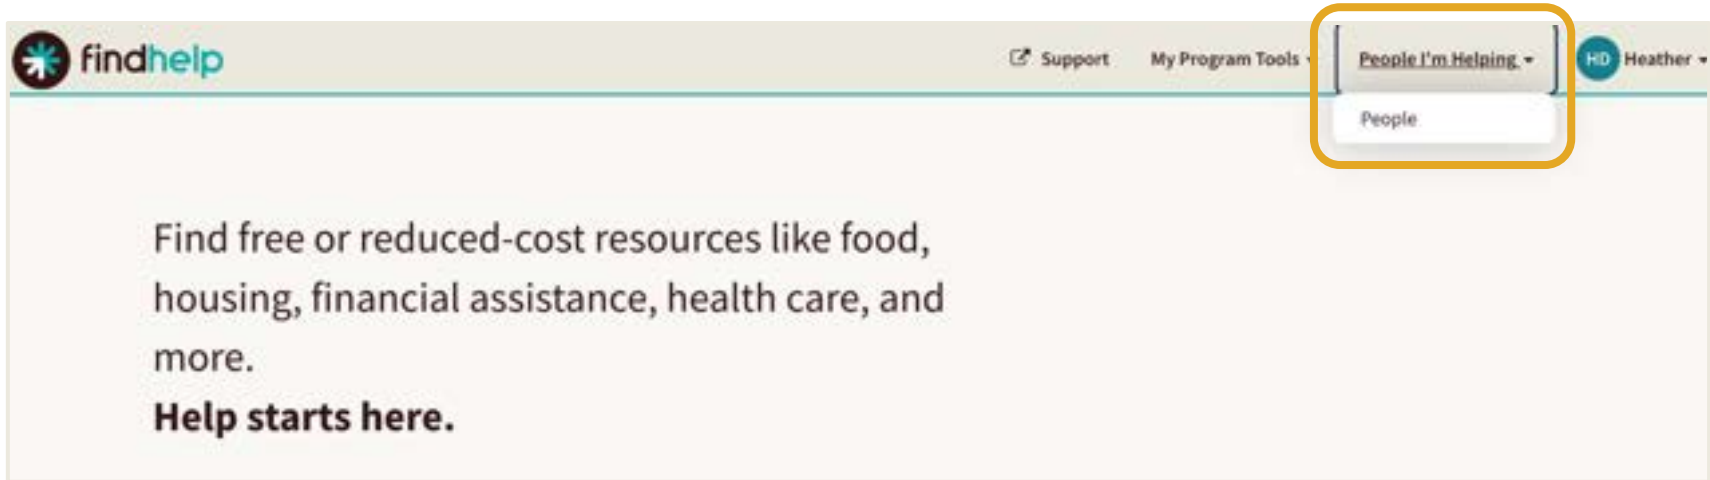 findhelp
Support
My Program Tools
People I'm Helping
HD
Heather
People
Find free or reduced-cost resources like food,
housing, financial assistance, health care, and
more.
Help starts here.